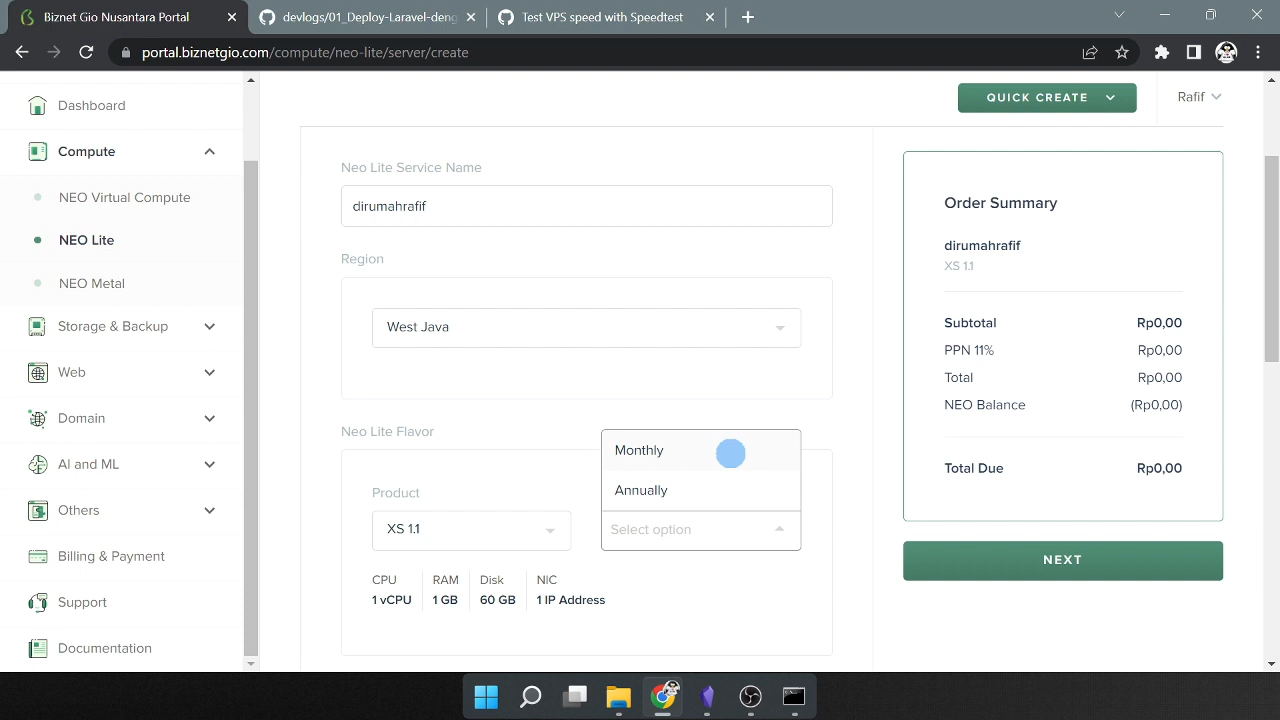 Biznet Gio Nusantara Portal
devlogs/01_Deploy-Laravel-deng
Test VPS speed with Speedtest
portal.biznetgio.com/compute/neo-lite/server/create
Dashboard
Compute
NEO Virtual Compute
NEO Lite
NEO Metal
Storage & Backup
Web
Domain
AI and ML
Others
Billing & Payment
Support
Documentation
QUICK CREATE
Rafif
Neo Lite Service Name
dirumahrafif
Region
West Java
Neo Lite Flavor
Product
XS 1.1
Monthly
Annually
Select option
CPU RAM Disk NIC
1 vCPU 1 GB 60 GB 1 IP Address
Order Summary
dirumahrafif
XS 1.1
Subtotal Rp0,00
PPN 11% Rp0,00
Total Rp0,00
NEO Balance (Rp0,00)
Total Due Rp0,00
NEXT